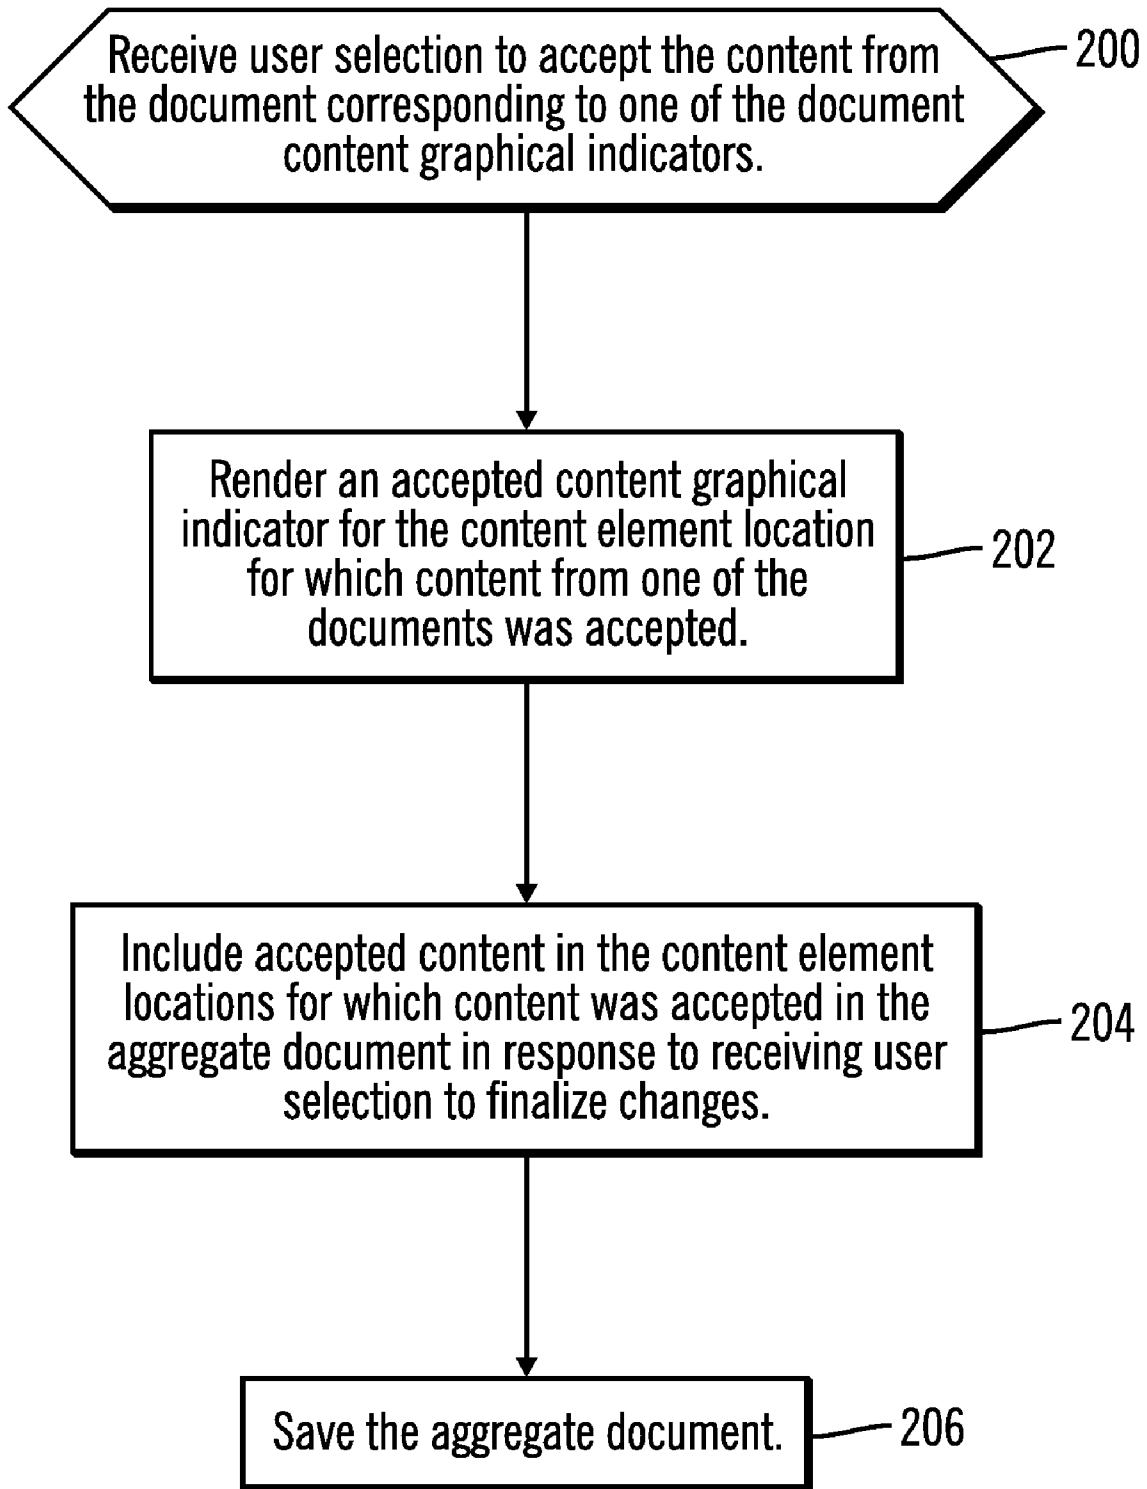 Receive user selection to accept the content from
the document corresponding to one of the document
content graphical indicators.
200
Render an accepted content graphical
indicator for the content element location
for which content from one of the
documents was accepted.
202
Include accepted content in the content element
locations for which content was accepted in the
aggregate document in response to receiving user
selection to finalize changes.
204
Save the aggregate document.
206